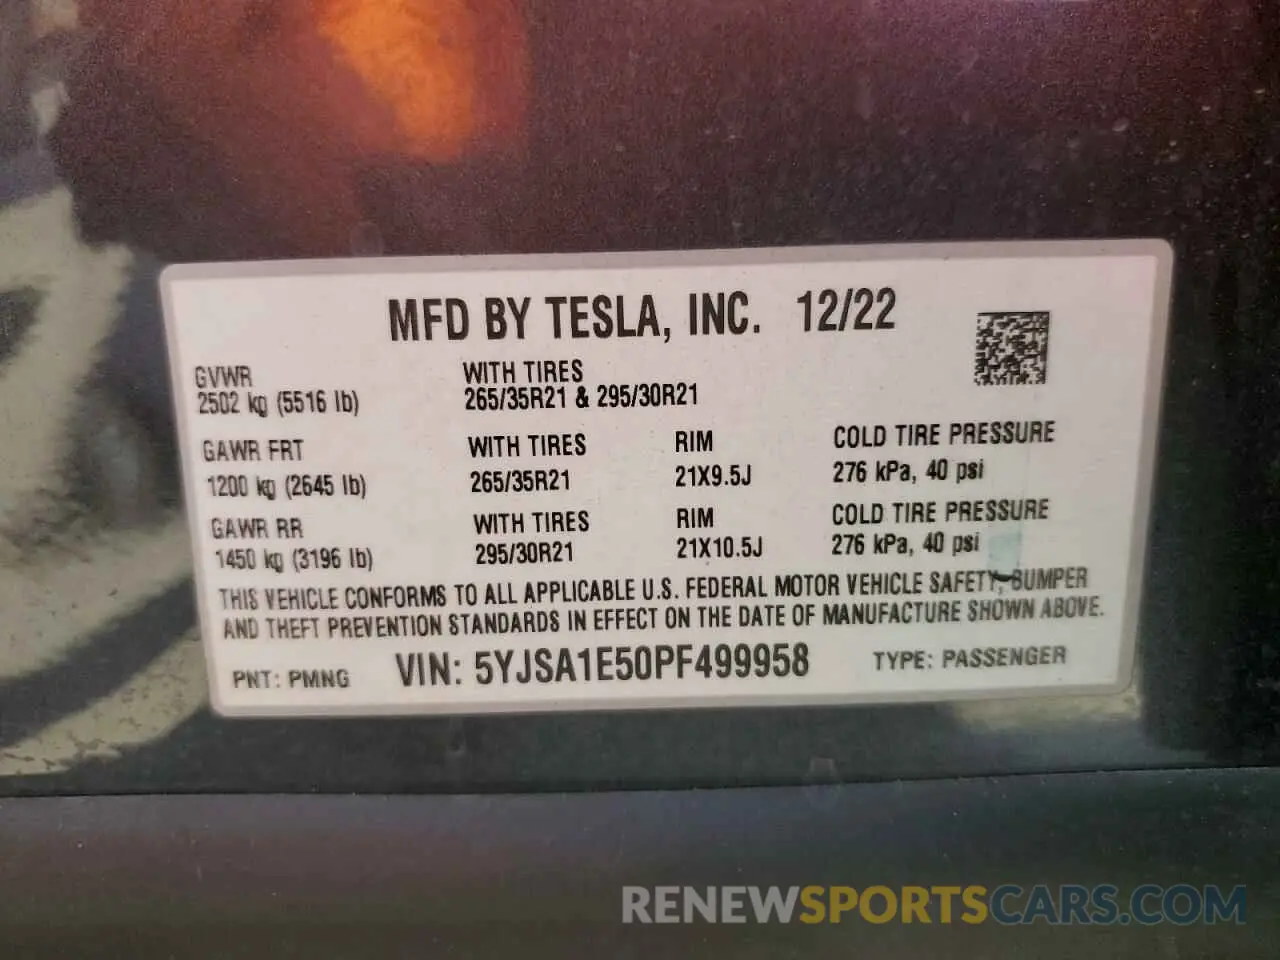 MFD BY TESLA, INC. 12/22
GVWR WITH TIRES
2502 kg (5516 lb) 265/35R21 & 295/30R21
GAWR FRT WITH TIRES RIM COLD TIRE PRESSURE
1200 kg (2645 lb) 265/35R21 21X9.5J 276 kPa, 40 psi
GAWR RR WITH TIRES RIM COLD TIRE PRESSURE
1450 kg (3196 lb) 295/30R21 21X10.5J 276 kPa, 40 psi
THIS VEHICLE CONFORMS TO ALL APPLICABLE U.S. FEDERAL MOTOR VEHICLE SAFETY, BUMPER
AND THEFT PREVENTION STANDARDS IN EFFECT ON THE DATE OF MANUFACTURE SHOWN ABOVE.
PNT: PMNG VIN: 5YJSA1E50PF499958 TYPE: PASSENGER
RENEWSPORTSCARS.COM